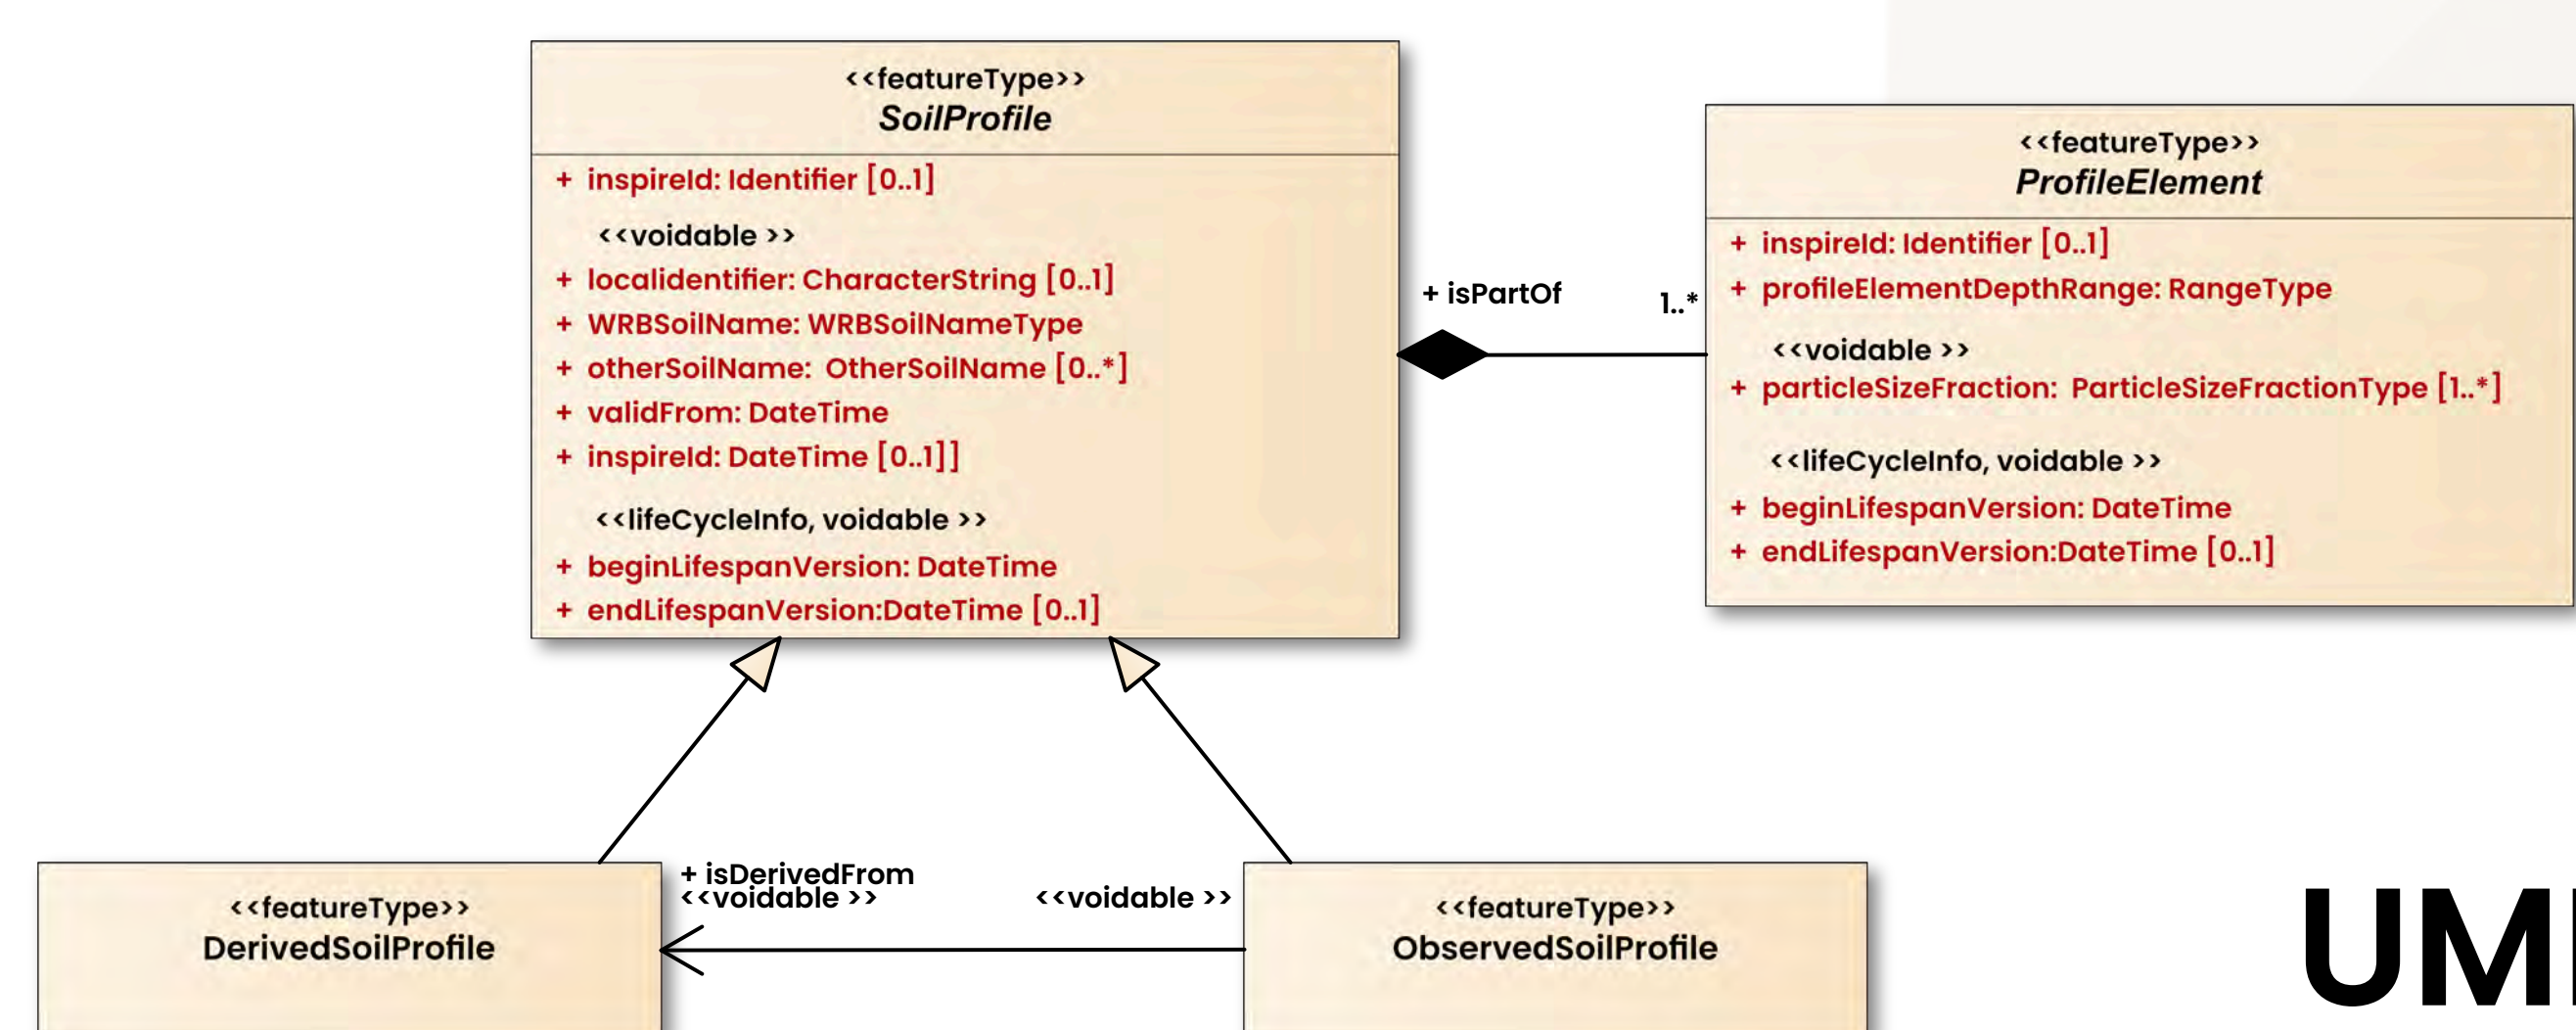 <<featureType>>
SoilProfile
+ inspireId: Identifier [0..1]
<<voidable >>
+ localidentifier: CharacterString [0..1]
+ WRBSoilName: WRBSoilNameType
+ otherSoilName: OtherSoilName [0..*]
+ validFrom: DateTime
+ inspireId: DateTime [0..1]]
<<lifeCycleInfo, voidable >>
+ beginLifespanVersion: DateTime
+ endLifespanVersion:DateTime [0..1]
+ isPartOf
1..*
<<featureType>>
ProfileElement
+ inspireId: Identifier [0..1]
+ profileElementDepthRange: RangeType
<<voidable >>
+ particleSizeFraction: ParticleSizeFractionType [1..*]
<<lifeCycleInfo, voidable >>
+ beginLifespanVersion: DateTime
+ endLifespanVersion:DateTime [0..1]
<<featureType>>
DerivedSoilProfile
+ isDerivedFrom
<<voidable >>
<<voidable >>
<<featureType>>
ObservedSoilProfile